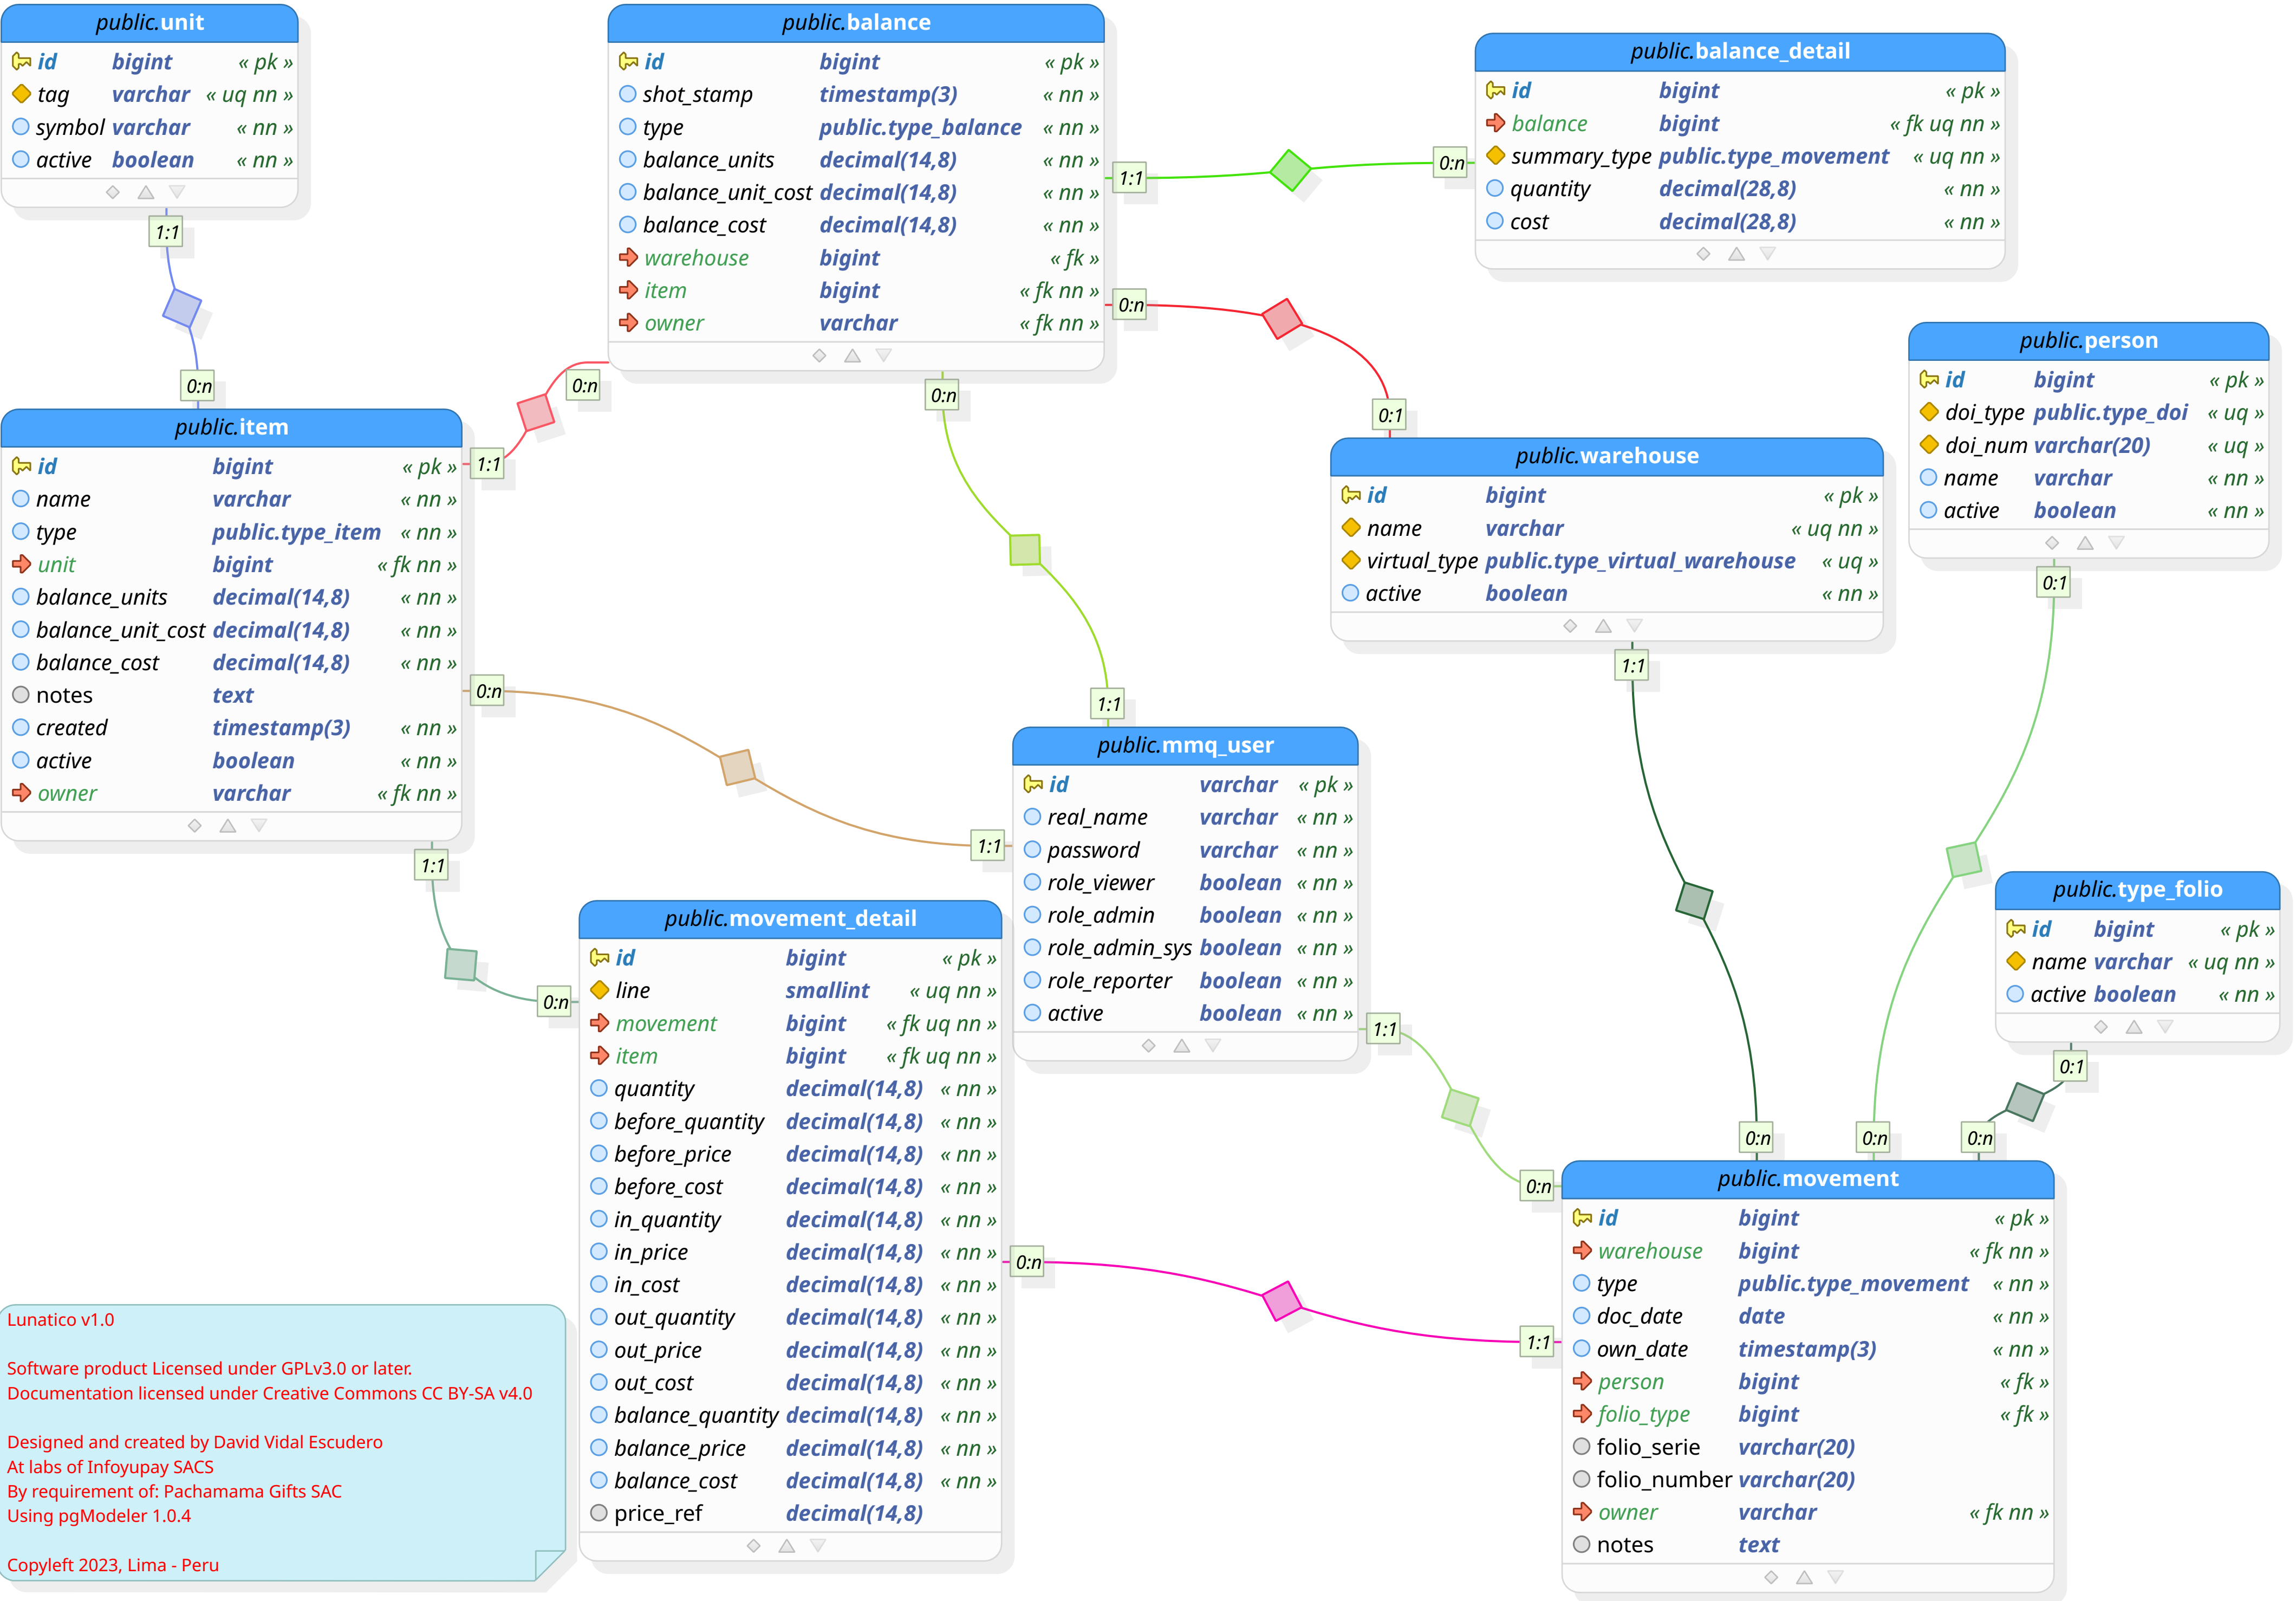 public.unit
id bigint « pk »
tag varchar « uq nn »
symbol varchar « nn »
active boolean « nn »
1:1
0:n
public.balance
id bigint « pk »
shot_stamp timestamp(3) « nn »
type public.type_balance « nn »
balance_units decimal(14,8) « nn »
balance_unit_cost decimal(14,8) « nn »
balance_cost decimal(14,8) « nn »
warehouse bigint « fk »
item bigint « fk nn »
owner varchar « fk nn »
1:1
0:n
public.balance_detail
id bigint « pk »
balance bigint « fk uq nn »
summary_type public.type_movement « uq nn »
quantity decimal(28,8) « nn »
cost decimal(28,8) « nn »
0:n
0:1
0:n
1:1
0:n
1:1
public.person
id bigint « pk »
doi_type public.type_doi « uq »
doi_num varchar(20) « uq »
name varchar « nn »
active boolean « nn »
0:1
0:n
public.item
id bigint « pk »
name varchar « nn »
type public.type_item « nn »
unit bigint « fk nn »
balance_units decimal(14,8) « nn »
balance_unit_cost decimal(14,8) « nn »
balance_cost decimal(14,8) « nn »
notes text
created timestamp(3) « nn »
active boolean « nn »
owner varchar « fk nn »
0:n
1:1
1:1
0:n
public.warehouse
id bigint « pk »
name varchar « uq nn »
virtual_type public.type_virtual_warehouse « uq »
active boolean « nn »
1:1
0:n
public.mmq_user
id varchar « pk »
real_name varchar « nn »
password varchar « nn »
role_viewer boolean « nn »
role_admin boolean « nn »
role_admin_sys boolean « nn »
role_reporter boolean « nn »
active boolean « nn »
1:1
0:n
public.type_folio
id bigint « pk »
name varchar « uq nn »
active boolean « nn »
0:1
0:n
public.movement_detail
id bigint « pk »
line smallint « uq nn »
movement bigint « fk uq nn »
item bigint « fk uq nn »
quantity decimal(14,8) « nn »
before_quantity decimal(14,8) « nn »
before_price decimal(14,8) « nn »
before_cost decimal(14,8) « nn »
in_quantity decimal(14,8) « nn »
in_price decimal(14,8) « nn »
in_cost decimal(14,8) « nn »
out_quantity decimal(14,8) « nn »
out_price decimal(14,8) « nn »
out_cost decimal(14,8) « nn »
balance_quantity decimal(14,8) « nn »
balance_price decimal(14,8) « nn »
balance_cost decimal(14,8) « nn »
price_ref decimal(14,8)
0:n
1:1
public.movement
id bigint « pk »
warehouse bigint « fk nn »
type public.type_movement « nn »
doc_date date « nn »
own_date timestamp(3) « nn »
person bigint « fk »
folio_type bigint « fk »
folio_serie varchar(20)
folio_number varchar(20)
owner varchar « fk nn »
notes text
Lunatico v1.0
Software product Licensed under GPLv3.0 or later.
Documentation licensed under Creative Commons CC BY-SA v4.0
Designed and created by David Vidal Escudero
At labs of Infoyupay SACS
By requirement of: Pachamama Gifts SAC
Using pgModeler 1.0.4
Copyleft 2023, Lima - Peru